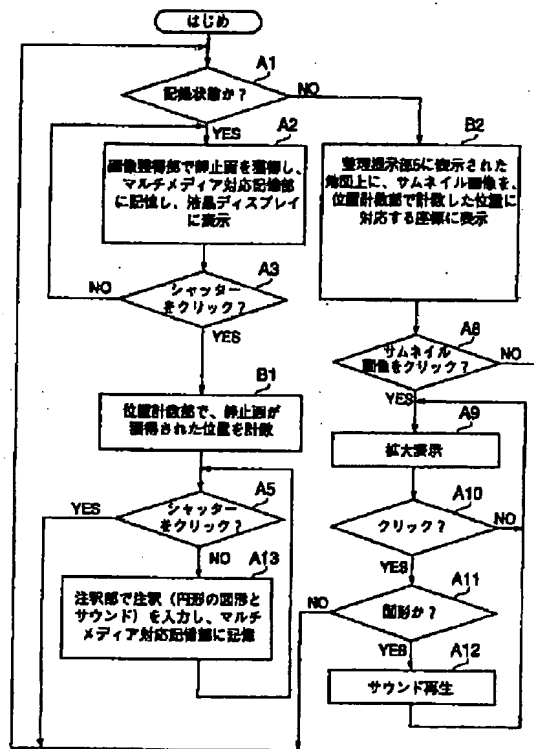 はじめ
A1
記録状態か？
NO
YES
A2
画像獲得部で静止画を獲得し、
マルチメディア対応記憶部
に記憶し、液晶ディスプレイ
に表示
A3
シャッター
をクリック？
NO
YES
B1
位置計数部で、静止画が
獲得された位置を計数
A5
シャッター
をクリック？
YES
NO
A13
注釈部で注釈（円形の図形と
サウンド）を入力し、マルチ
メディア対応記憶部に記憶
B2
整理提示部5に表示された
地図上に、サムネイル画像を、
位置計数部で計数した位置に
対応する座標に表示
A8
サムネイル
画像をクリック？
NO
YES
A9
拡大表示
A10
クリック？
NO
YES
A11
図形か？
NO
YES
A12
サウンド再生